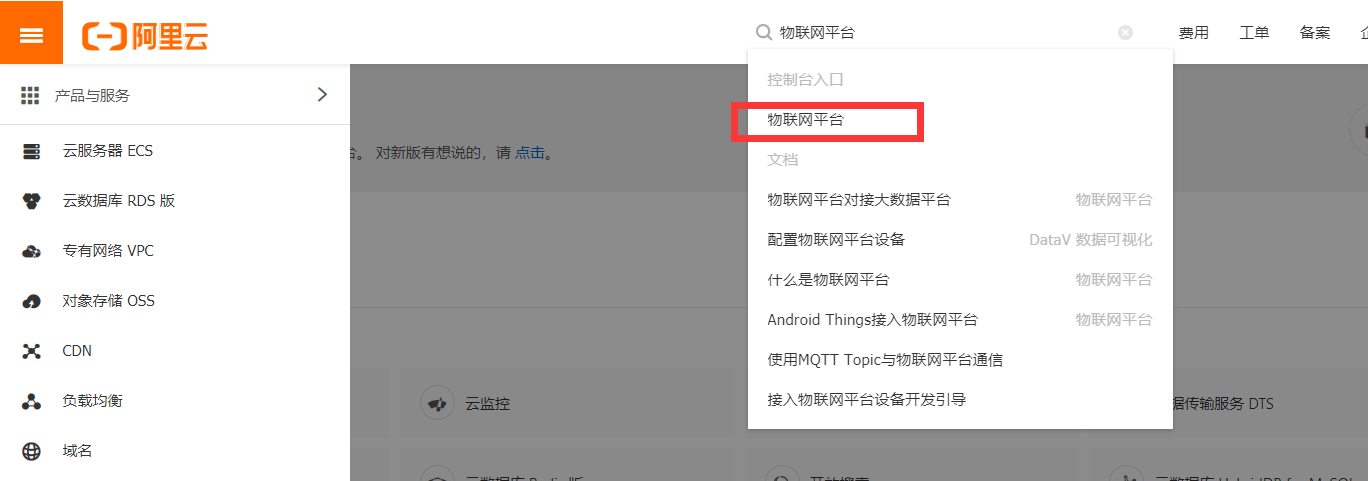 阿里云
物联网平台
费用 工单 备案
产品与服务
云服务器 ECS
云数据库 RDS 版
专有网络 VPC
对象存储 OSS
CDN
负载均衡
域名
控制台入口
物联网平台
文档
物联网平台对接大数据平台 物联网平台
配置物联网平台设备 DataV 数据可视化
什么是物联网平台 物联网平台
Android Things接入物联网平台 物联网平台
使用MQTT Topic与物联网平台通信
接入物联网平台设备开发引导
台。 对新版有想说的，请 点击。
云监控
据传输服务 DTS